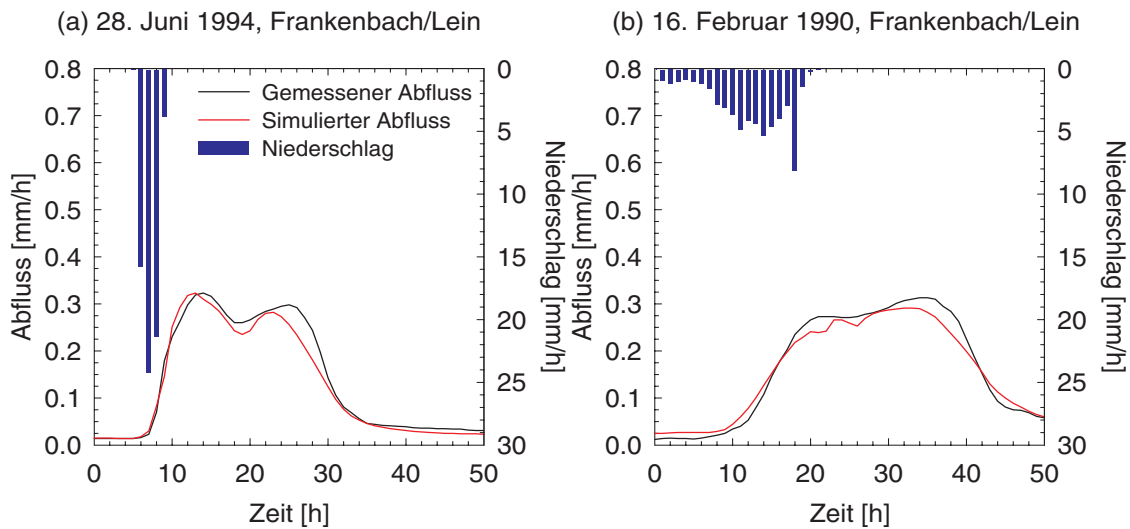 (a) 28. Juni 1994, Frankenbach/Lein
Abfluss [mm/h]
0.8
0.7
0.6
0.5
0.4
0.3
0.2
0.1
0.0
Gemessener Abfluss
Simulierter Abfluss
Niederschlag
0
5
10
15
20
25
30
Niederschlag [mm/h]
0 10 20 30 40 50
Zeit [h]
(b) 16. Februar 1990, Frankenbach/Lein
Abfluss [mm/h]
0.8
0.7
0.6
0.5
0.4
0.3
0.2
0.1
0.0
0
5
10
15
20
25
30
Niederschlag [mm/h]
0 10 20 30 40 50
Zeit [h]